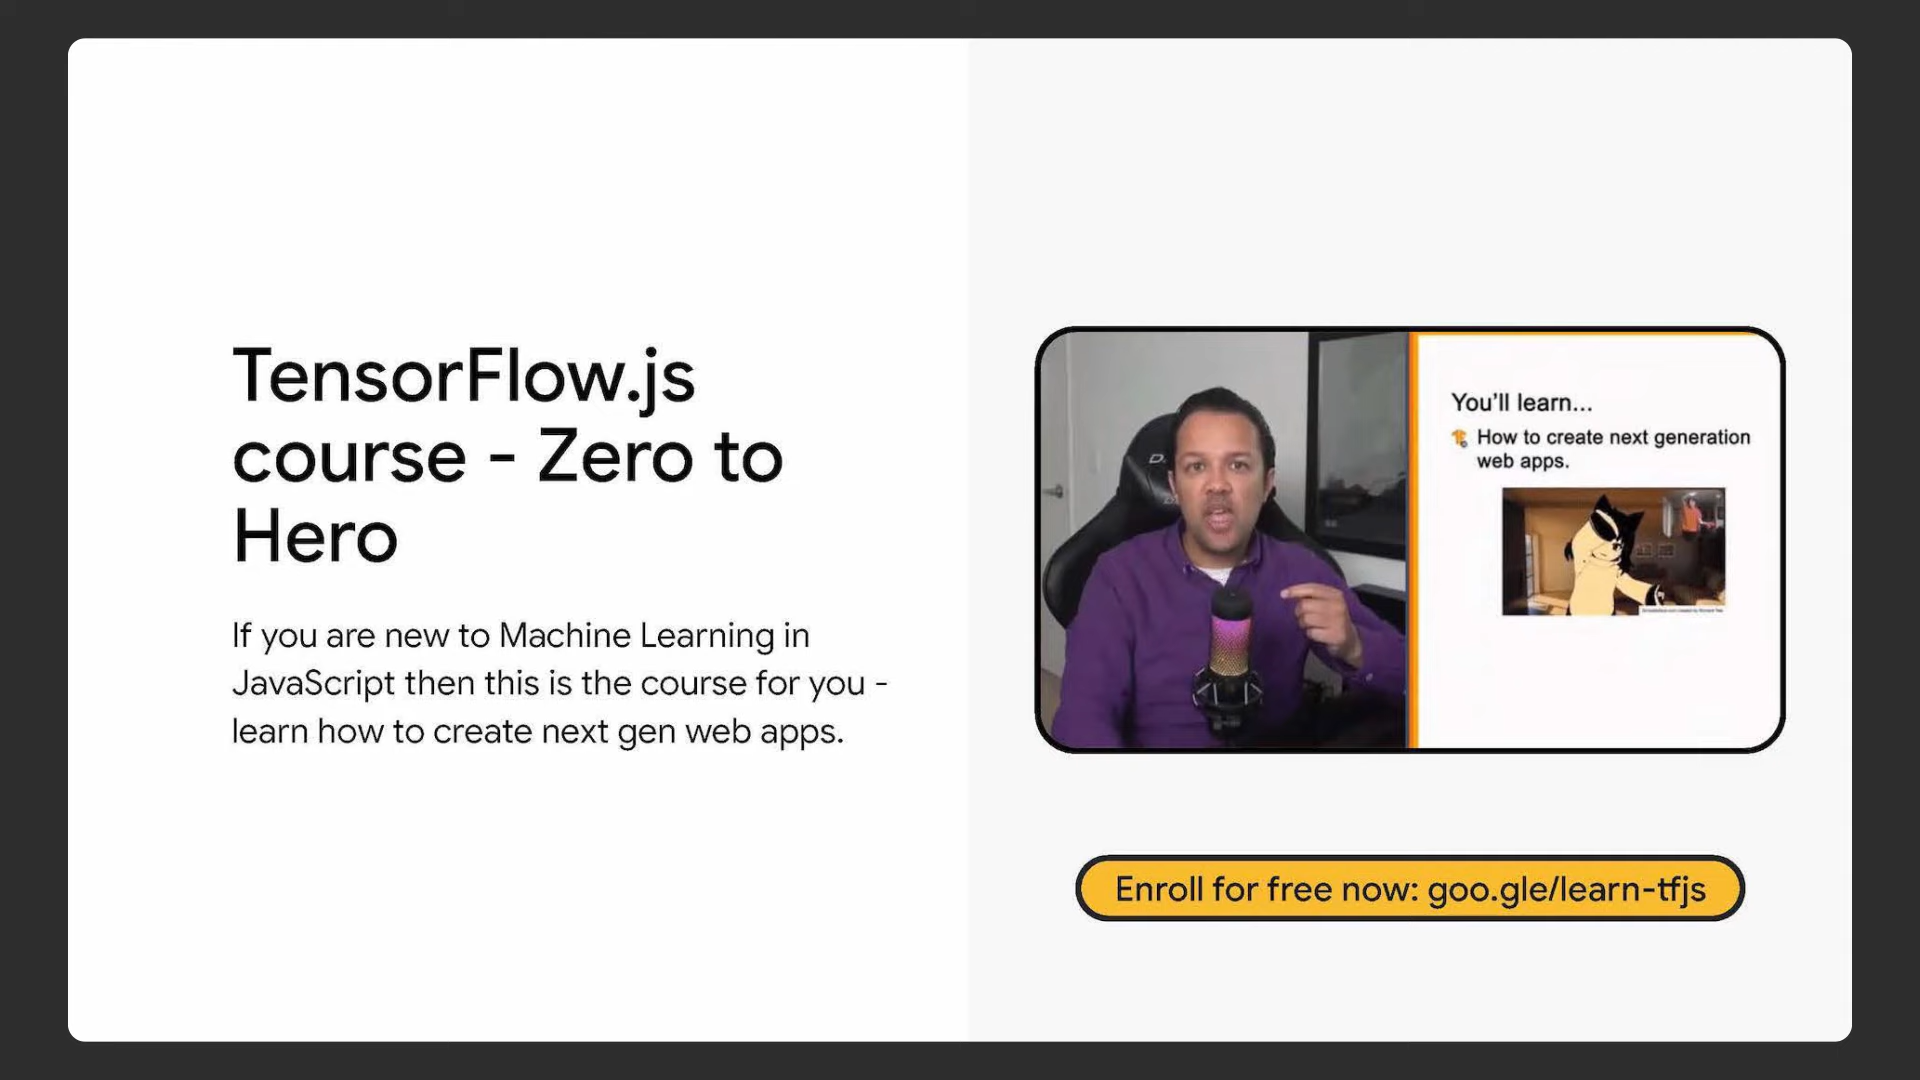 TensorFlow.js
course - Zero to
Hero
If you are new to Machine Learning in
JavaScript then this is the course for you -
learn how to create next gen web apps.
You'll learn...
How to create next generation
web apps.
Enroll for free now: goo.gle/learn-tfjs